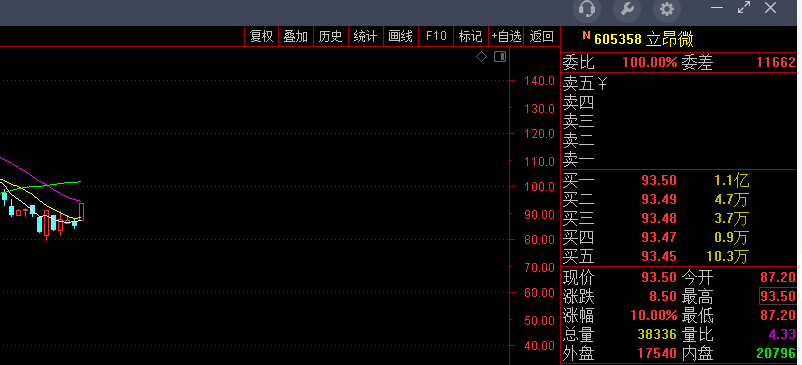 复权 叠加 历史 统计 画线 F10 标记 +自选 返回
N 605358 立昂微
委比 100.00% 委差 11662
卖五 ¥
卖四
卖三
卖二
卖一
买一 93.50 1.1亿
买二 93.49 4.7万
买三 93.48 3.7万
买四 93.47 0.9万
买五 93.45 10.3万
现价 93.50 今开 87.20
涨跌 8.50 最高 93.50
涨幅 10.00% 最低 87.20
总量 38336 量比 4.33
外盘 17540 内盘 20796
140.0
130.0
120.0
110.0
100.0
90.00
80.00
70.00
60.00
50.00
40.00